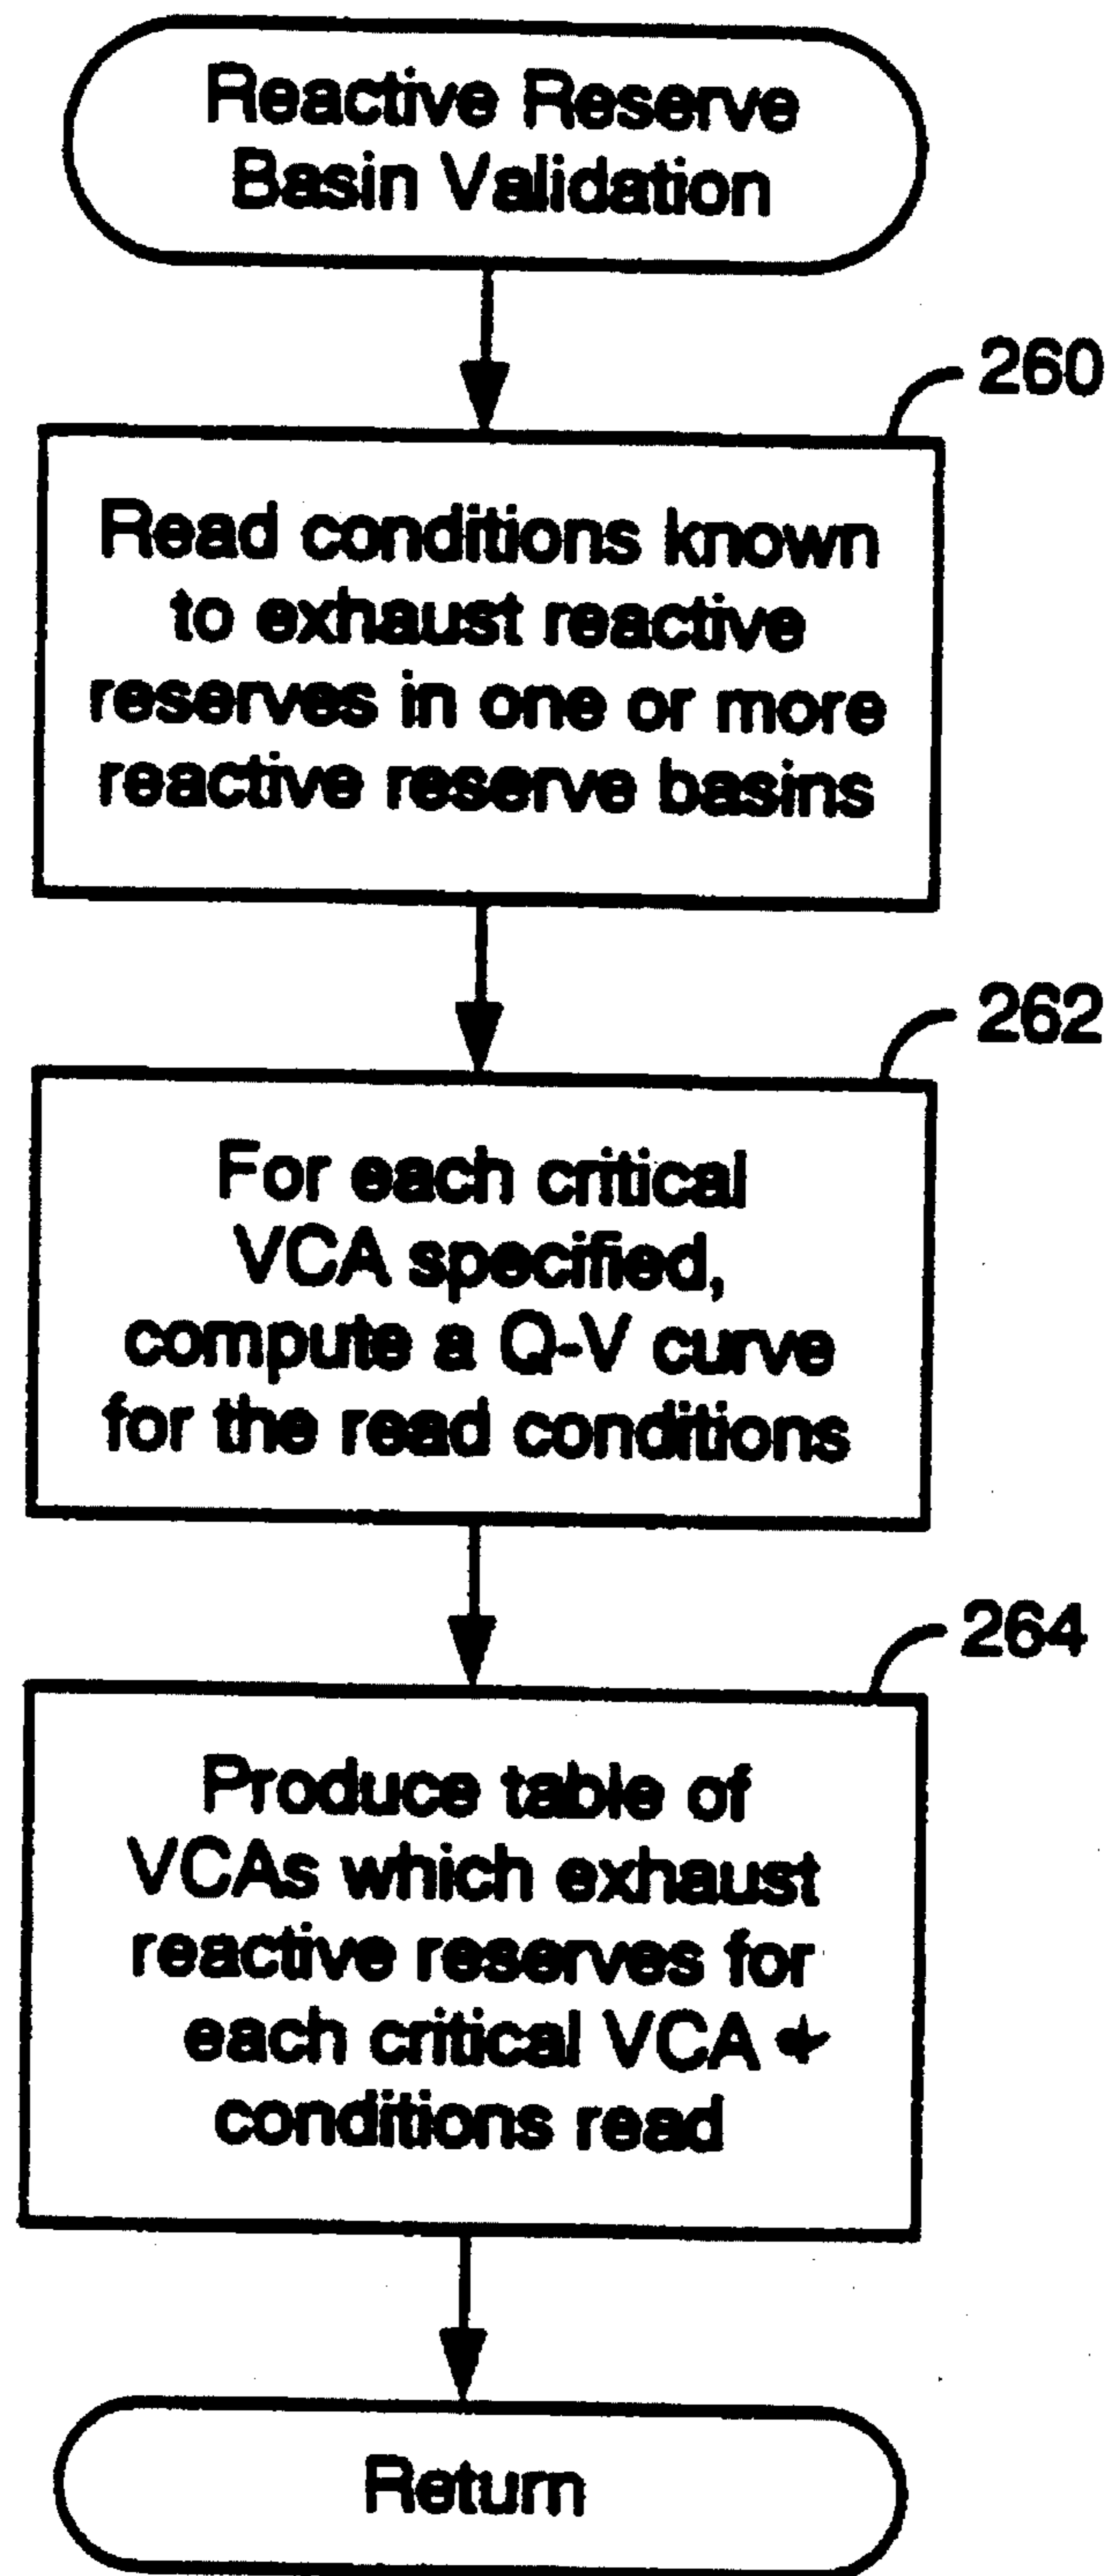 Reactive Reserve
Basin Validation
260
Read conditions known
to exhaust reactive
reserves in one or more
reactive reserve basins
262
For each critical
VCA specified,
compute a Q-V curve
for the read conditions
264
Produce table of
VCAs which exhaust
reactive reserves for
each critical VCA +
conditions read
Return